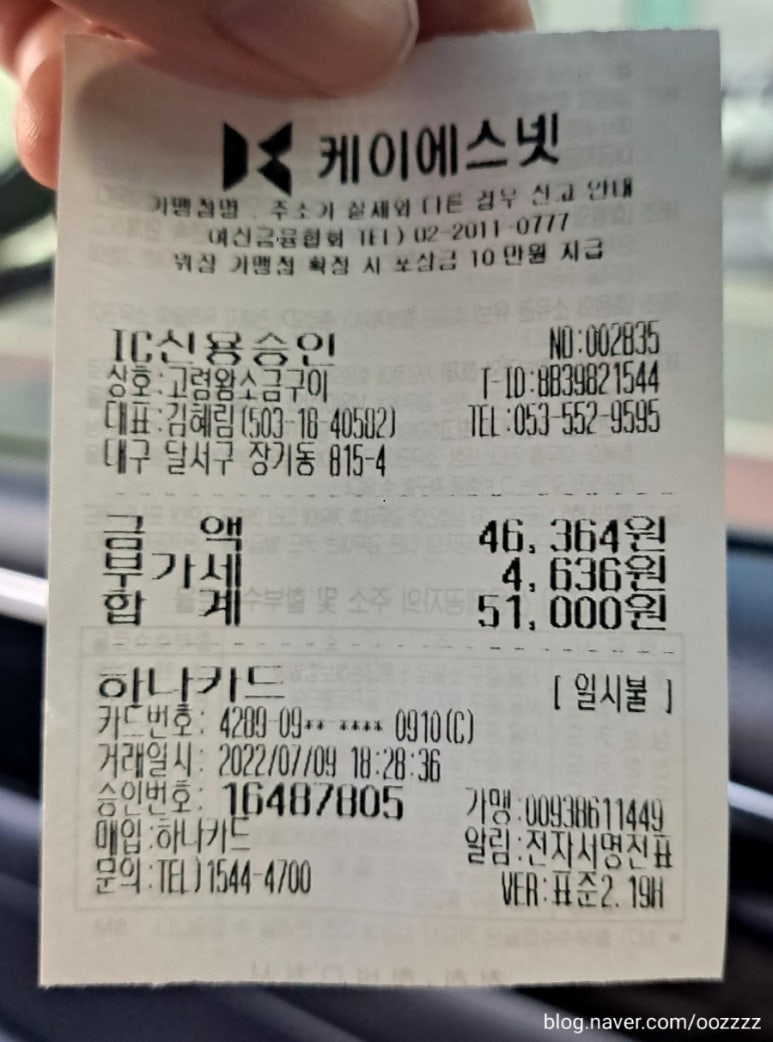 케이에스넷
가맹점명, 주소가 실제와 다른 경우 신고 안내
여신금융협회 TEL) 02-2011-0777
위장 가맹점 확정 시 포상금 10 만원 지급
IC신용승인 NO:002835
상호:고령왕소금구이 T-ID:8B39821544
대표:김혜림(503-18-40582) TEL:053-552-9595
대구 달서구 장기동 815-4
금 액 46,364원
부가세 4,636원
합 계 51,000원
하나카드 [ 일시불 ]
카드번호: 4289-09** **** 0910(C)
거래일시: 2022/07/09 18:28:36
승인번호: 16487805 가맹:00938611449
매입:하나카드 알림:전자서명전표
문의:TEL)1544-4700 VER:표준2.19H
blog.naver.com/oozzzz